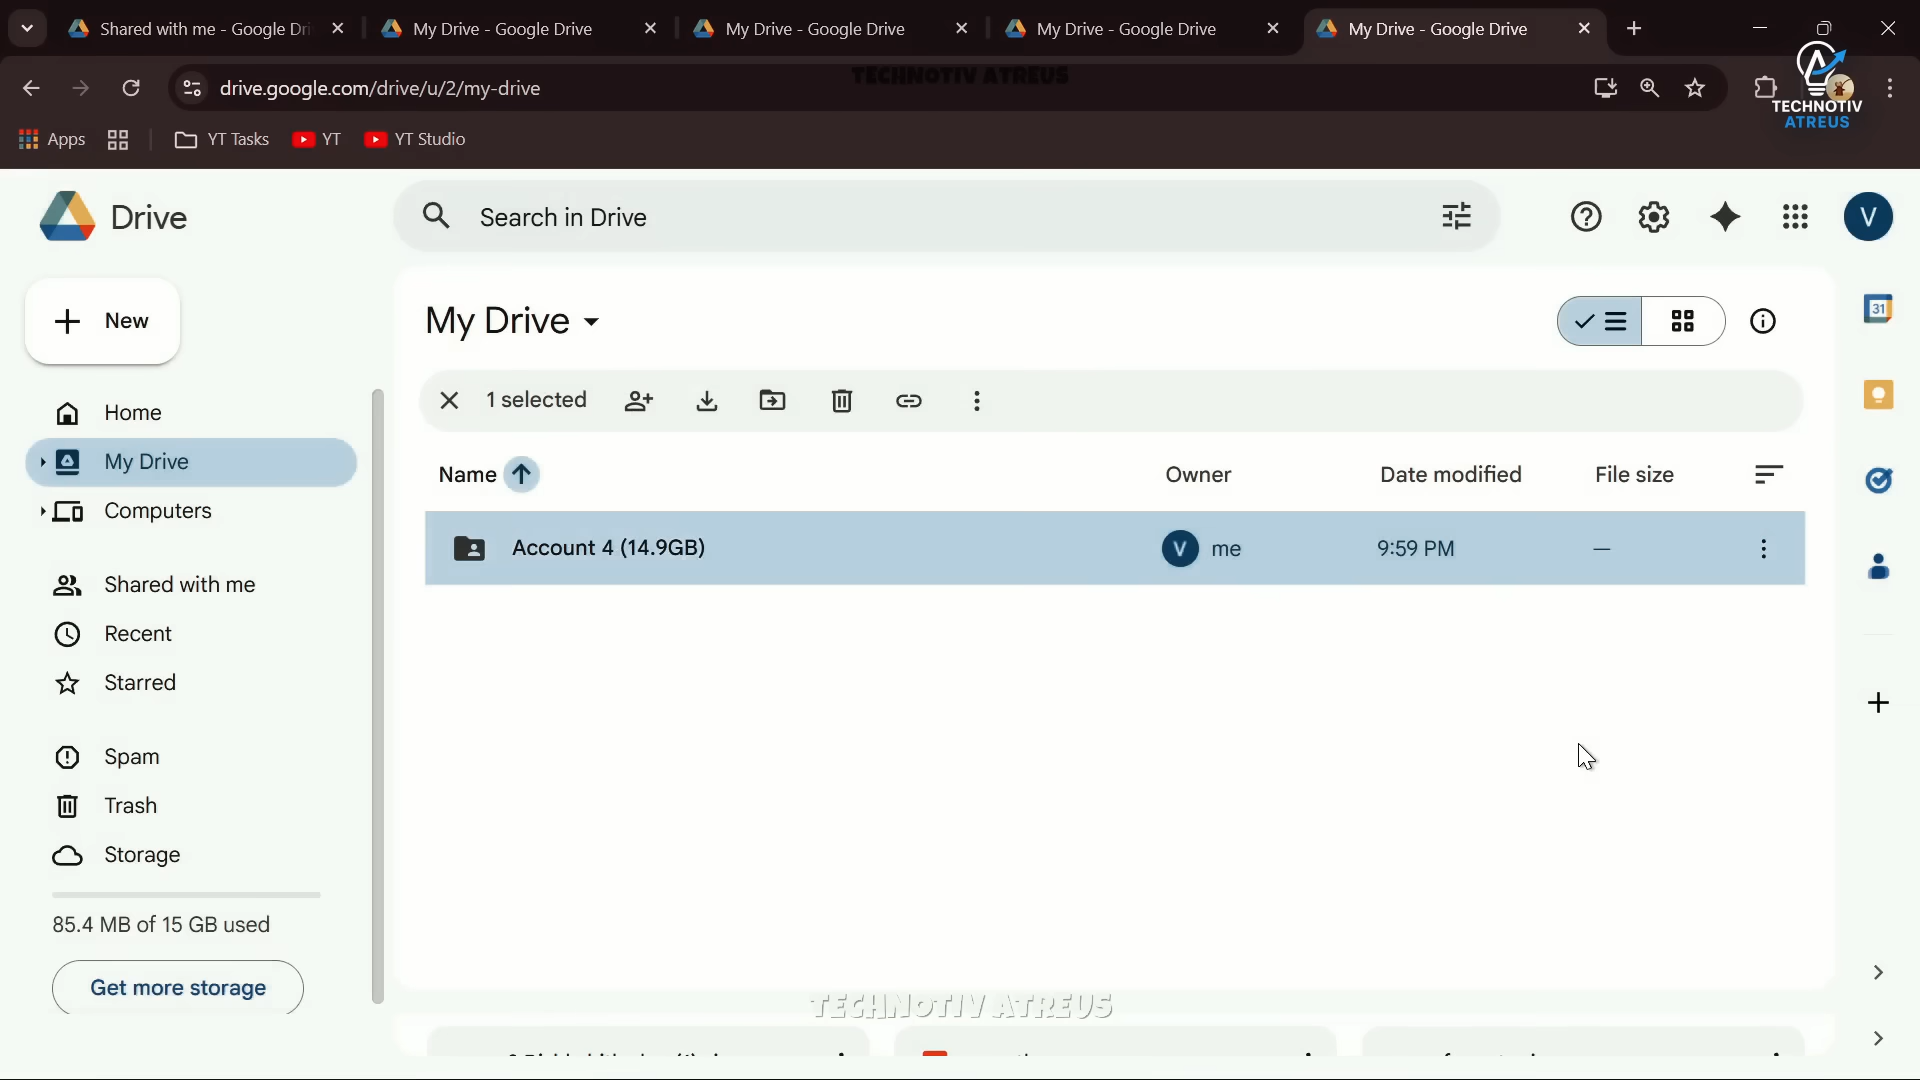 Shared with me - Google Dri
My Drive - Google Drive
My Drive - Google Drive
My Drive - Google Drive
My Drive - Google Drive
drive.google.com/drive/u/2/my-drive
TECHNOTIV ATREUS
TECHNOTIV
ATREUS
Apps
YT Tasks
YT
YT Studio
Drive
Search in Drive
V
New
My Drive
31
1 selected
Home
My Drive
Computers
Name
Owner
Date modified
File size
Account 4 (14.9GB)
V
me
9:59 PM
—
Shared with me
Recent
Starred
Spam
Trash
Storage
85.4 MB of 15 GB used
Get more storage
TECHNOTIV ATREUS